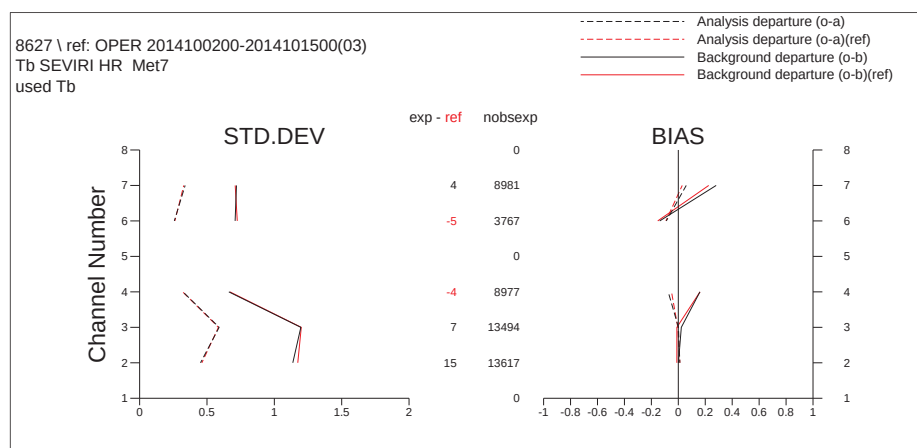 Analysis departure (o-a)
Analysis departure (o-a)(ref)
Background departure (o-b)
Background departure (o-b)(ref)
8627 \ ref: OPER 2014100200-2014101500(03)
Tb SEVIRI HR  Met7
used Tb
exp - ref nobsexp
STD.DEV BIAS
8 0 8
7 4 8981 7
6 -5 3767 6
5 0 5
4 -4 8977 4
3 7 13494 3
2 15 13617 2
1 0 1
Channel Number
0 0.5 1 1.5 2 -1 -0.8 -0.6 -0.4 -0.2 0 0.2 0.4 0.6 0.8 1